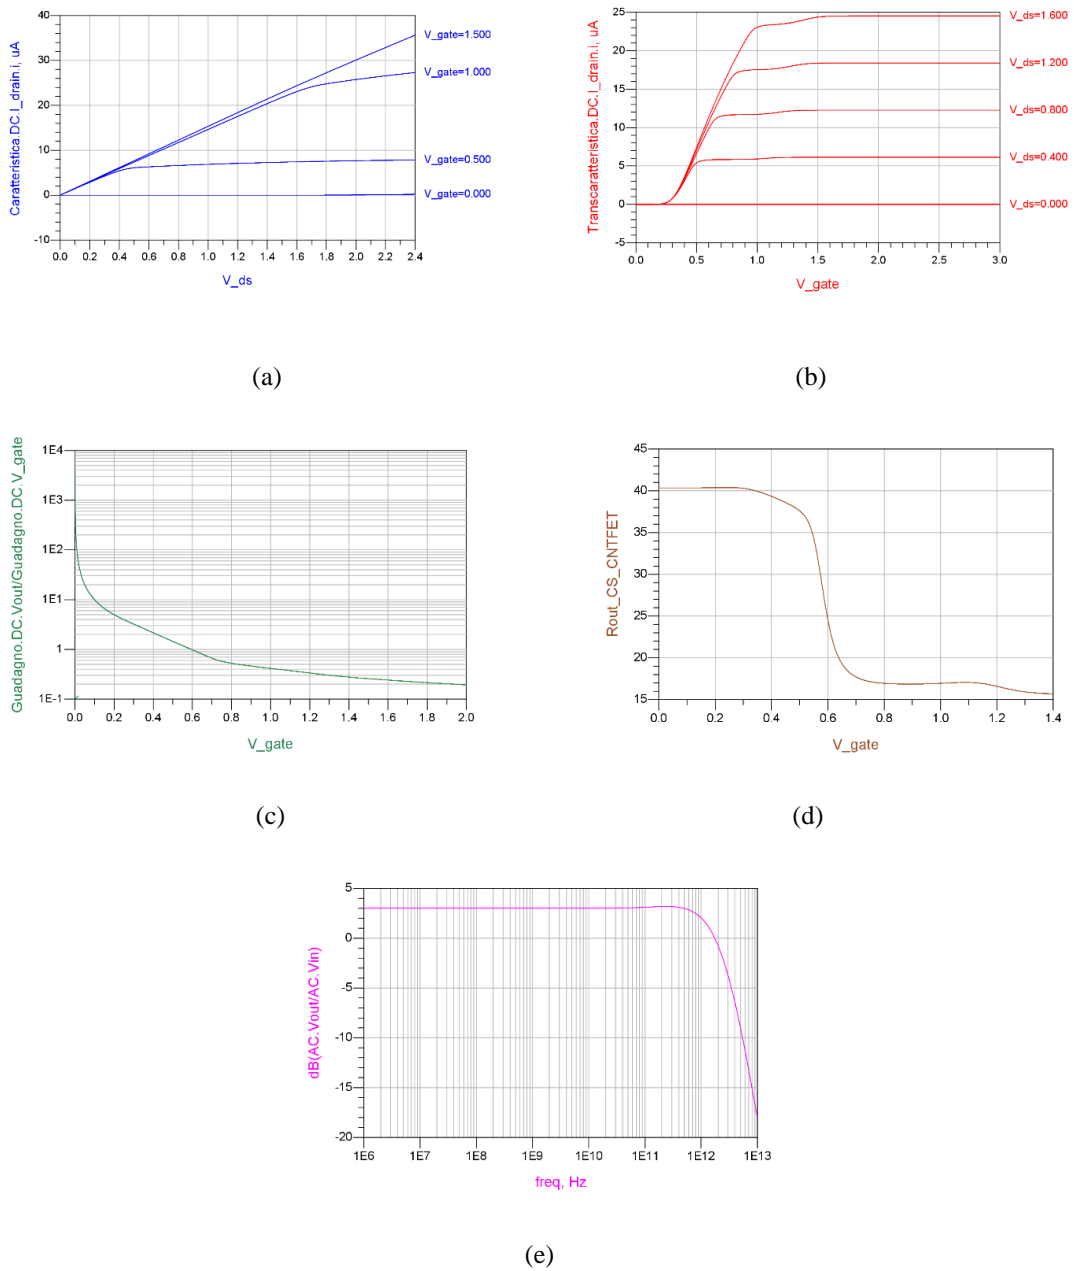 Caratteristica.DC.I_drain.i, uA
40
30
20
10
0
-10
0.0 0.2 0.4 0.6 0.8 1.0 1.2 1.4 1.6 1.8 2.0 2.2 2.4
V_ds
V_gate=1.500
V_gate=1.000
V_gate=0.500
V_gate=0.000
(a)
Transcaratteristica.DC.I_drain.i, uA
25
20
15
10
5
0
-5
0.0 0.5 1.0 1.5 2.0 2.5 3.0
V_gate
V_ds=1.600
V_ds=1.200
V_ds=0.800
V_ds=0.400
V_ds=0.000
(b)
Guadagno.DC.Vout/Guadagno.DC.V_gate
1E4
1E3
1E2
1E1
1
1E-1
0.0 0.2 0.4 0.6 0.8 1.0 1.2 1.4 1.6 1.8 2.0
V_gate
(c)
Rout_CS_CNTFET
45
40
35
30
25
20
15
0.0 0.2 0.4 0.6 0.8 1.0 1.2 1.4
V_gate
(d)
dB(AC.Vout/AC.Vin)
5
0
-5
-10
-15
-20
1E6 1E7 1E8 1E9 1E10 1E11 1E12 1E13
freq, Hz
(e)